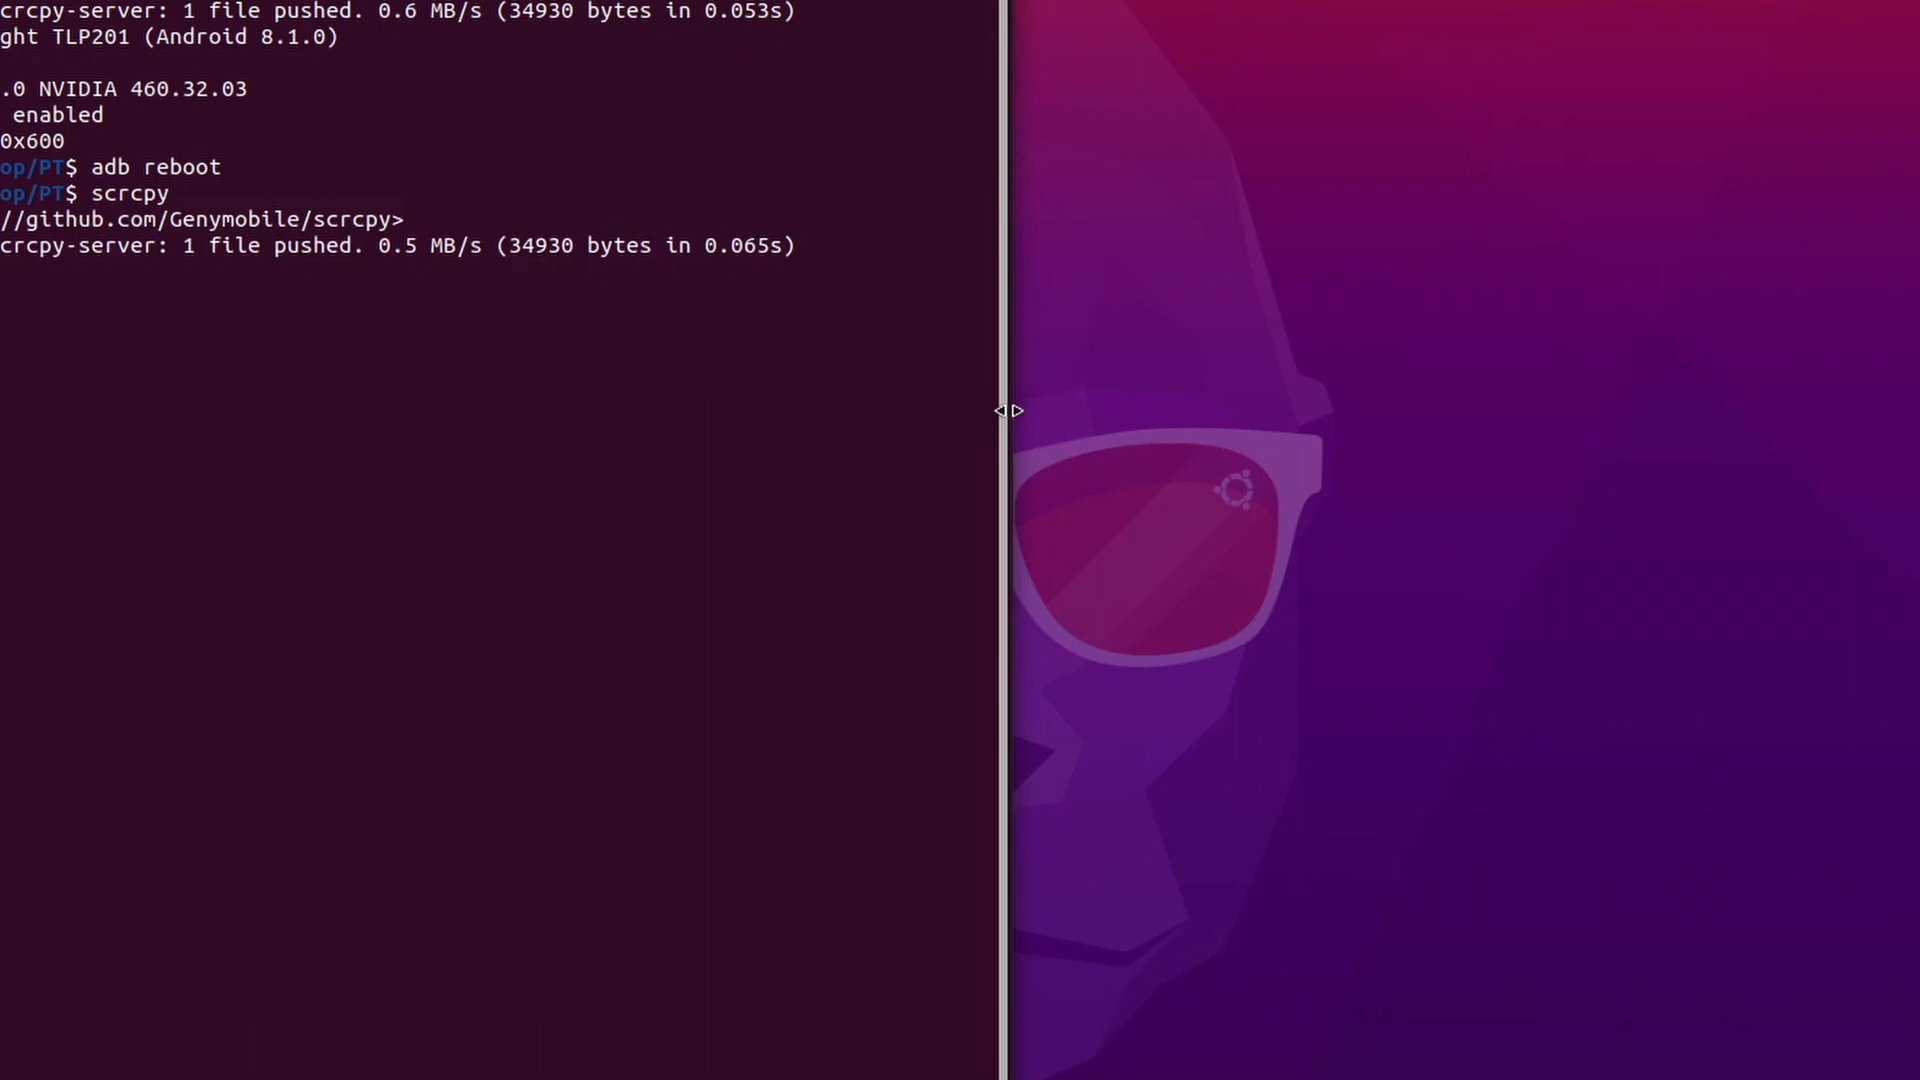 crcpy-server: 1 file pushed. 0.6 MB/s (34930 bytes in 0.053s)
ght TLP201 (Android 8.1.0)
.0 NVIDIA 460.32.03
enabled
0x600
op/PT$ adb reboot
op/PT$ scrcpy
//github.com/Genymobile/scrcpy>
crcpy-server: 1 file pushed. 0.5 MB/s (34930 bytes in 0.065s)